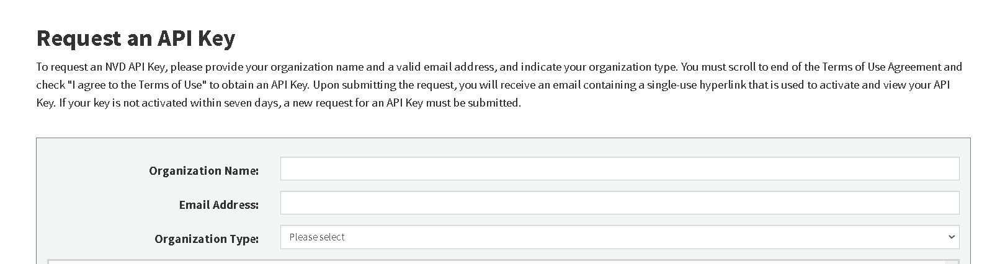 Request an API Key
To request an NVD API Key, please provide your organization name and a valid email address, and indicate your organization type. You must scroll to end of the Terms of Use Agreement and
check "I agree to the Terms of Use" to obtain an API Key. Upon submitting the request, you will receive an email containing a single-use hyperlink that is used to activate and view your API
Key. If your key is not activated within seven days, a new request for an API Key must be submitted.
Organization Name:
Email Address:
Organization Type: Please select